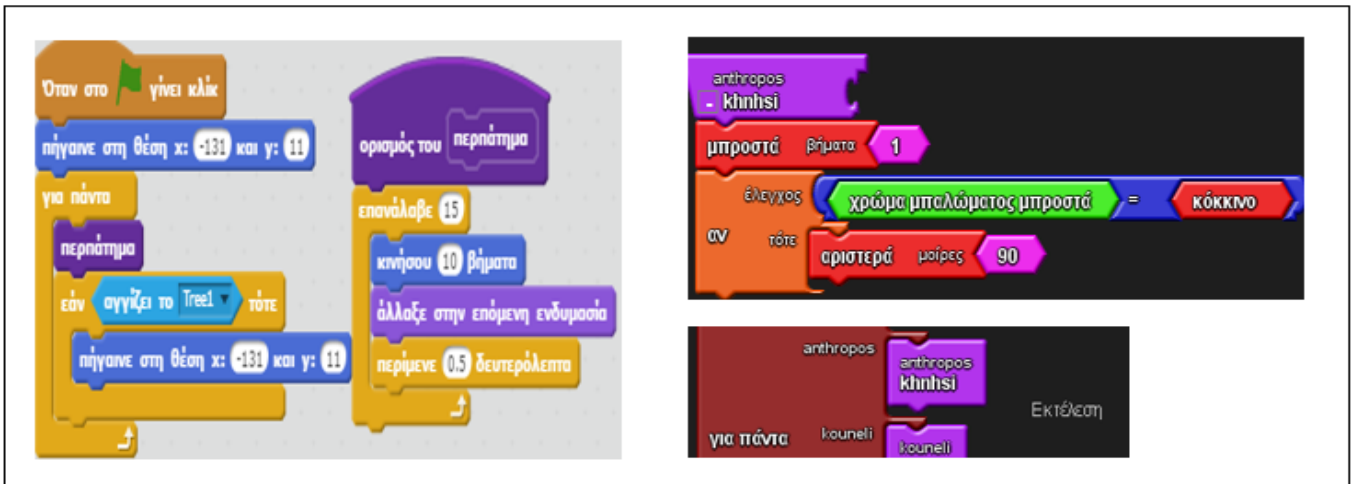 Όταν στο γίνει κλικ
πήγαινε στη θέση x: -131 και y: 11
για πάντα
περπάτημα
εάν αγγίζει το Tree1 τότε
πήγαινε στη θέση x: -131 και y: 11
ορισμός του περπάτημα
επανάλαβε 15
κινήσου 10 βήματα
άλλαξε στην επόμενη ενδυμασία
περίμενε 0.5 δευτερόλεπτα
anthropos
- khnhsi
μπροστά βήματα 1
έλεγχος χρώμα μπαλώματος μπροστά = κόκκινο
αν τότε
αριστερά μοίρες 90
anthropos anthropos
khnhsi
Εκτέλεση
για πάντα kouneli kouneli